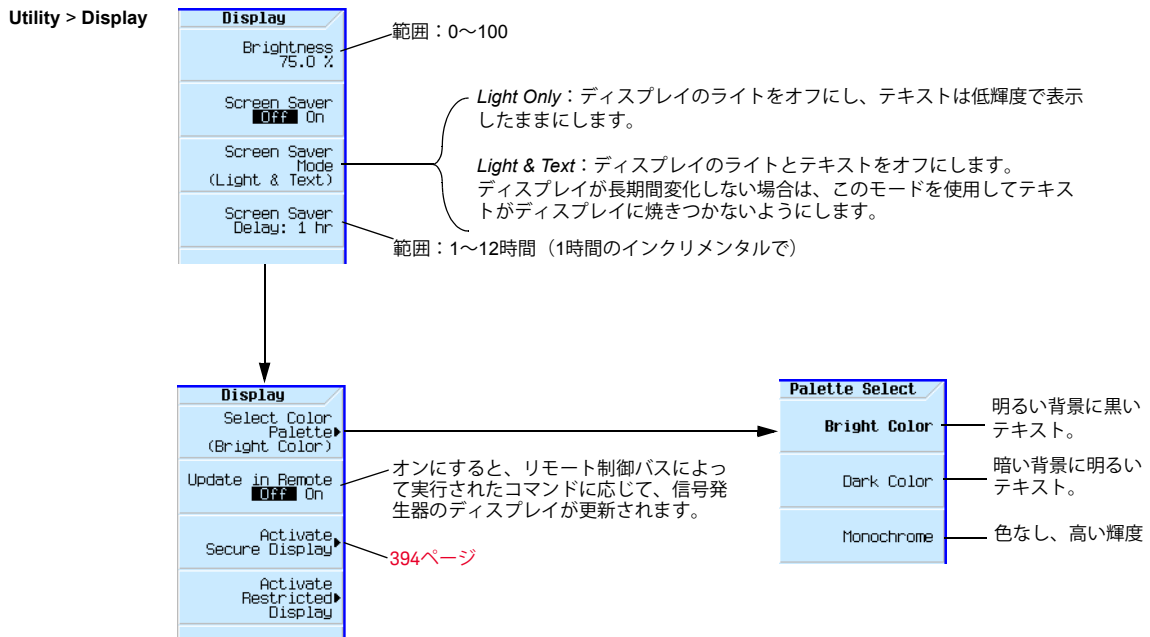 Utility > Display
Display
Brightness
75.0 %
範囲：0～100
Screen Saver
Off On
Screen Saver
Mode
(Light & Text)
Light Only：ディスプレイのライトをオフにし、テキストは低輝度で表示
したままにします。
Light & Text：ディスプレイのライトとテキストをオフにします。
ディスプレイが長期間変化しない場合は、このモードを使用してテキス
トがディスプレイに焼きつかないようにします。
Screen Saver
Delay: 1 hr
範囲：1～12時間（1時間のインクリメンタルで）
Display
Select Color
Palette
(Bright Color)
Update in Remote
Off On
オンにすると、リモート制御バスによっ
て実行されたコマンドに応じて、信号発
生器のディスプレイが更新されます。
Activate
Secure Display
394ページ
Activate
Restricted
Display
Palette Select
Bright Color
明るい背景に黒い
テキスト。
Dark Color
暗い背景に明るい
テキスト。
Monochrome
色なし、高い輝度